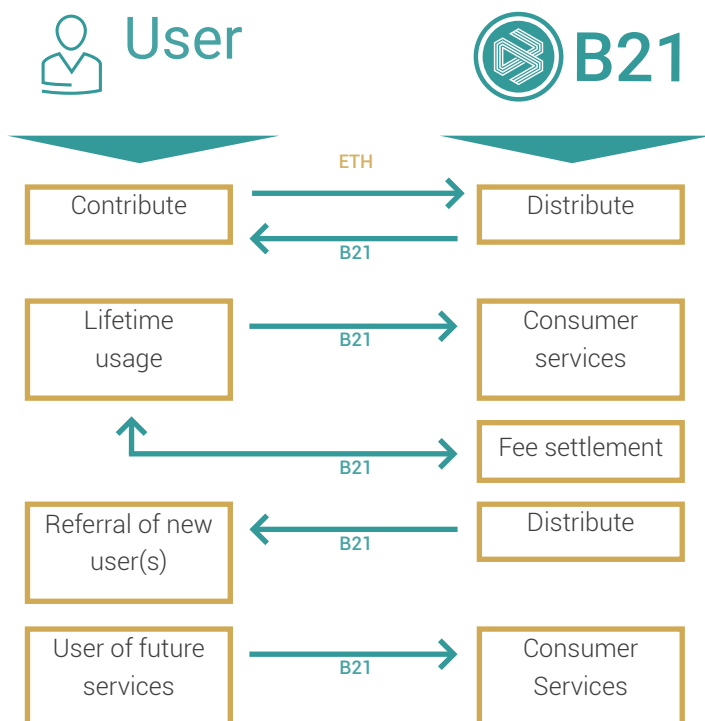 User
B21
ETH
Contribute
Distribute
B21
Lifetime
usage
B21
Consumer
services
B21
Fee settlement
Referral of new
user(s)
B21
Distribute
User of future
services
B21
Consumer
Services